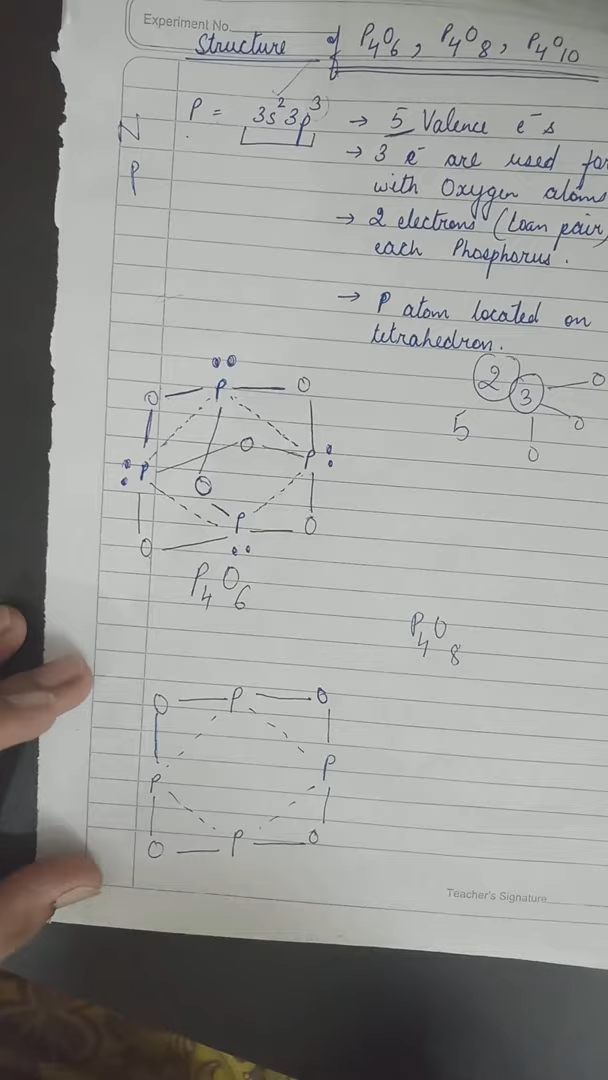 Experiment No.
Structure of P4O6, P4O8, P4O10
P = 3s² 3p³ → 5 Valence e⁻s
→ 3 e⁻ are used for
with Oxygen atoms
→ 2 electrons (Loan pair)
each Phosphorus.
→ P atom located on
tetrahedron.
N
P
O P O
O P
P O
O P O
P4O6
2 3 O
5 O O
P4O8
O P O
P P
O P O
Teacher's Signature